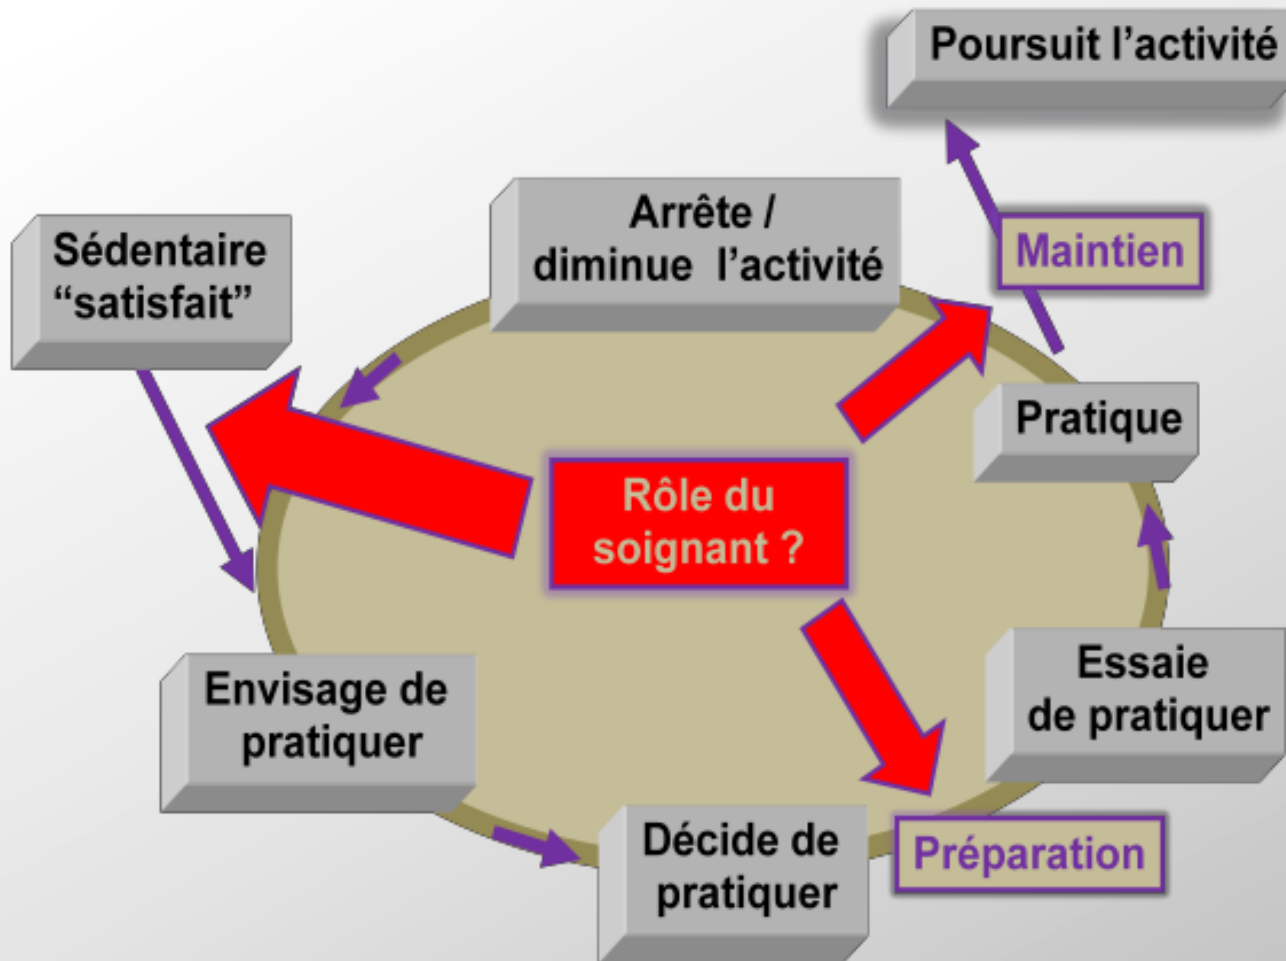 Poursuit l’activité
Arrête /
diminue l’activité
Sédentaire
“satisfait”
Maintien
Pratique
Rôle du
soignant ?
Essaie
de pratiquer
Envisage de
pratiquer
Décide de
pratiquer
Préparation